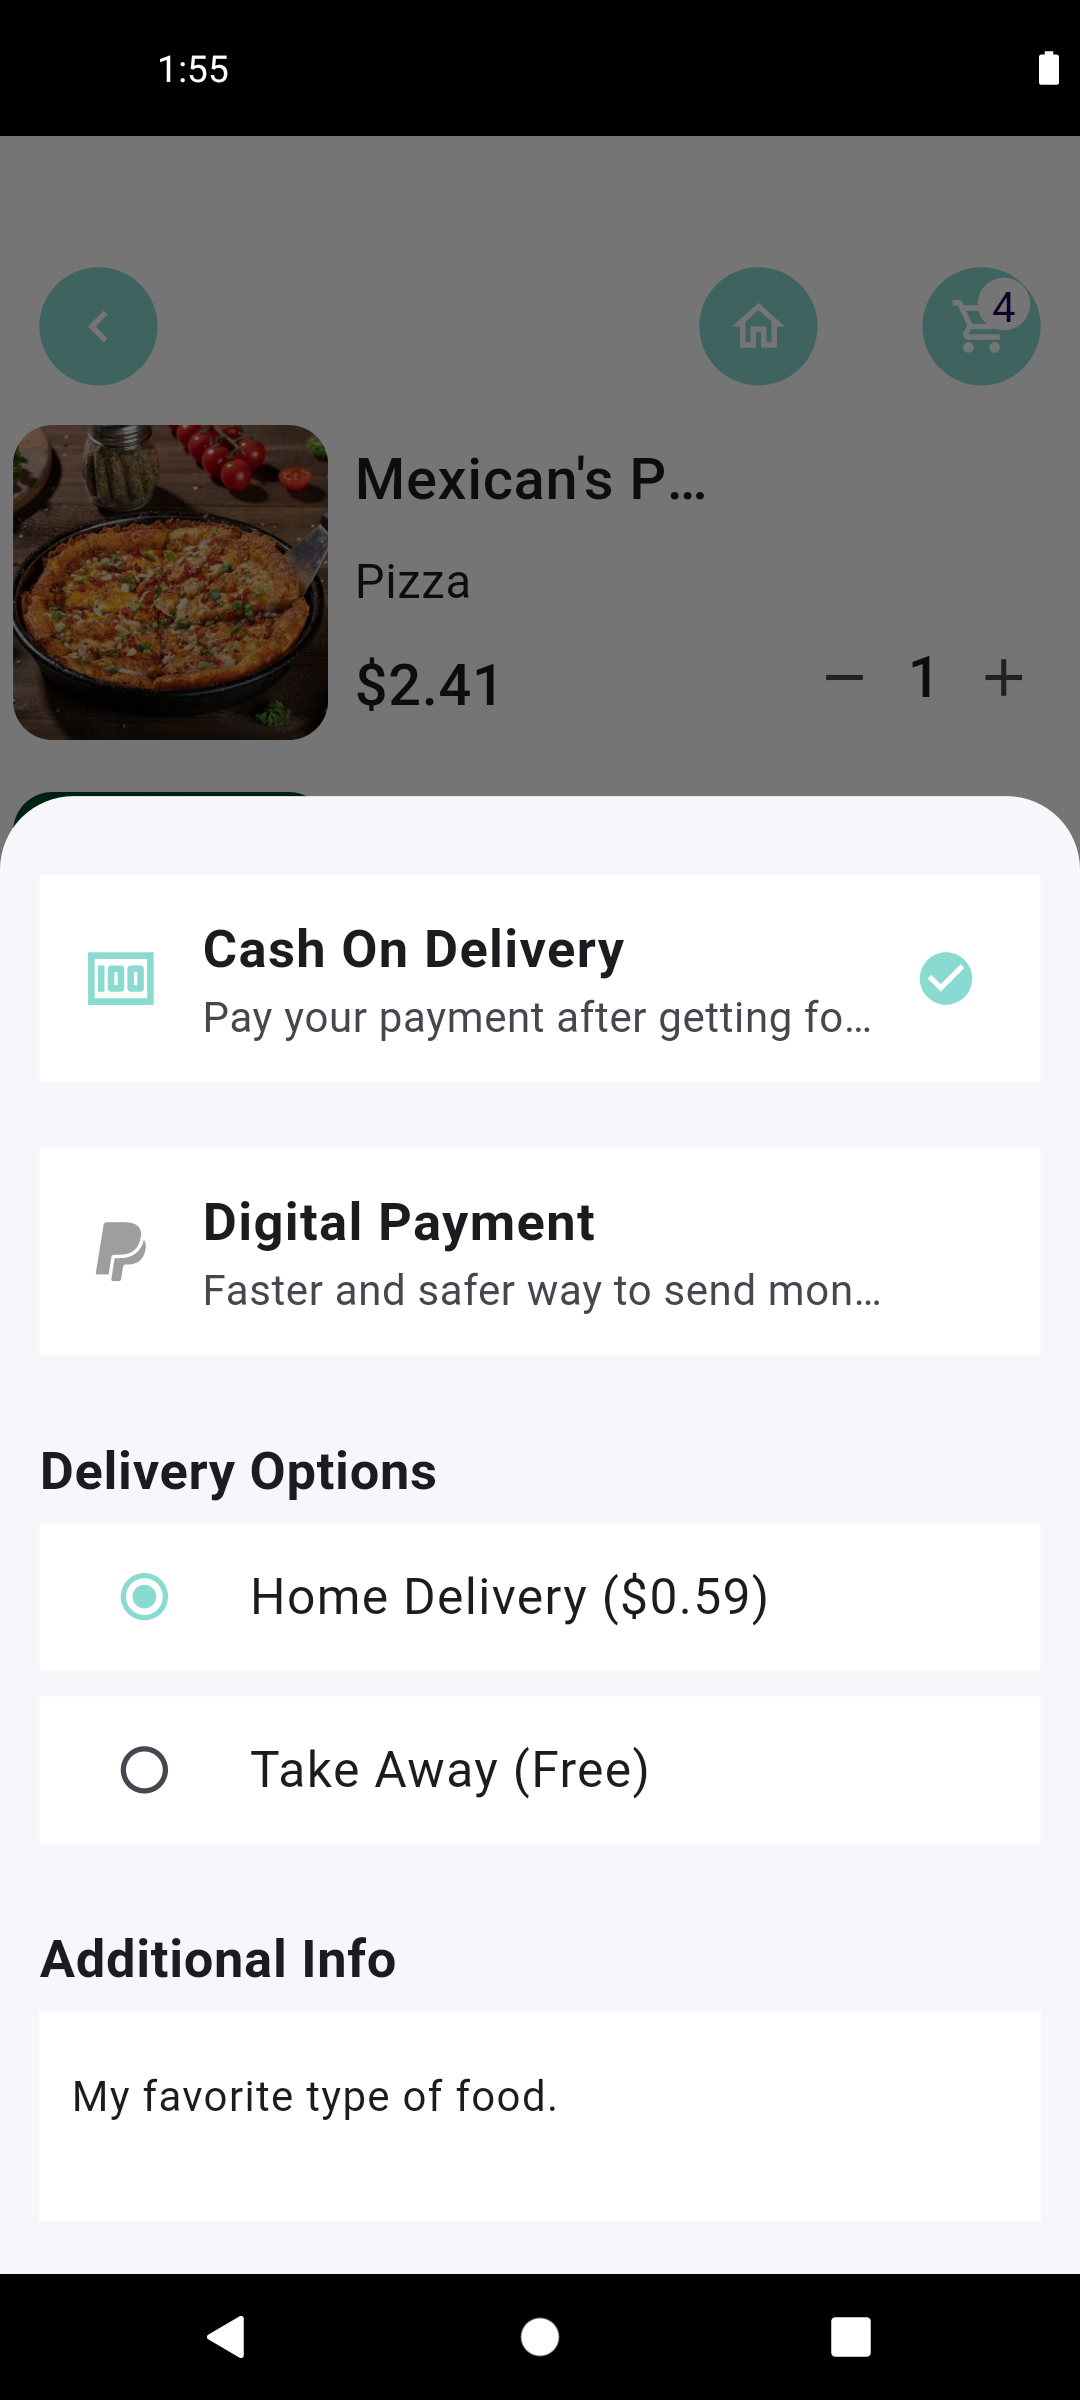 1:55
4
Mexican's P...
Pizza
$2.41
1
Cash On Delivery
Pay your payment after getting fo...
Digital Payment
Faster and safer way to send mon...
Delivery Options
Home Delivery ($0.59)
Take Away (Free)
Additional Info
My favorite type of food.